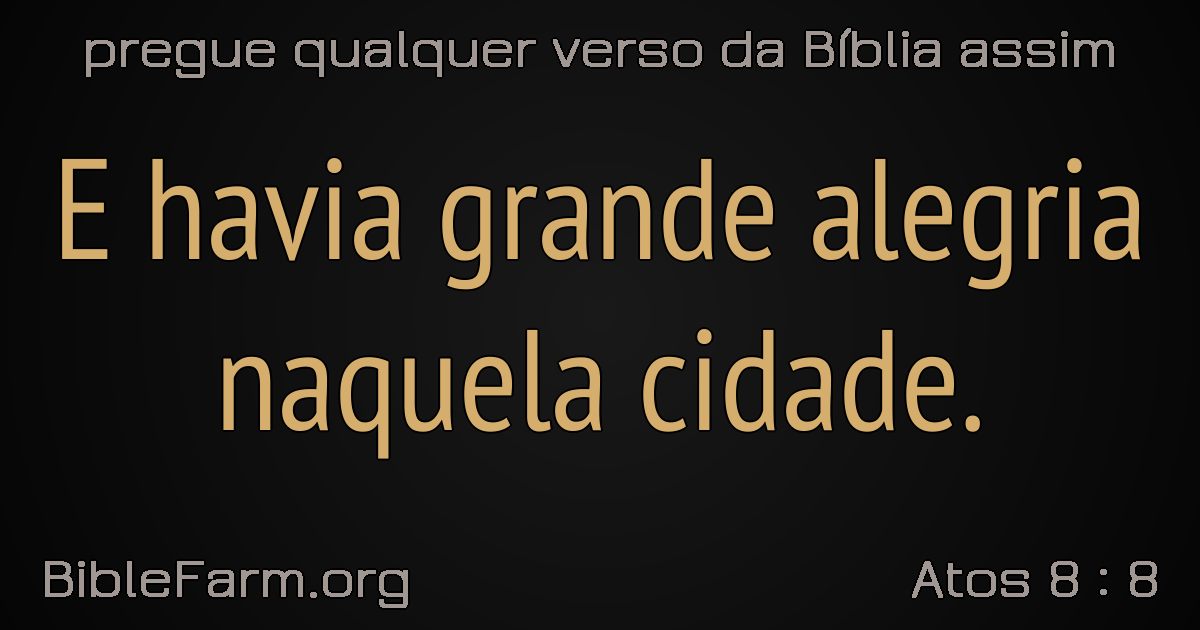 pregue qualquer verso da Bíblia assim
E havia grande alegria
naquela cidade.
BibleFarm.org
Atos 8 : 8